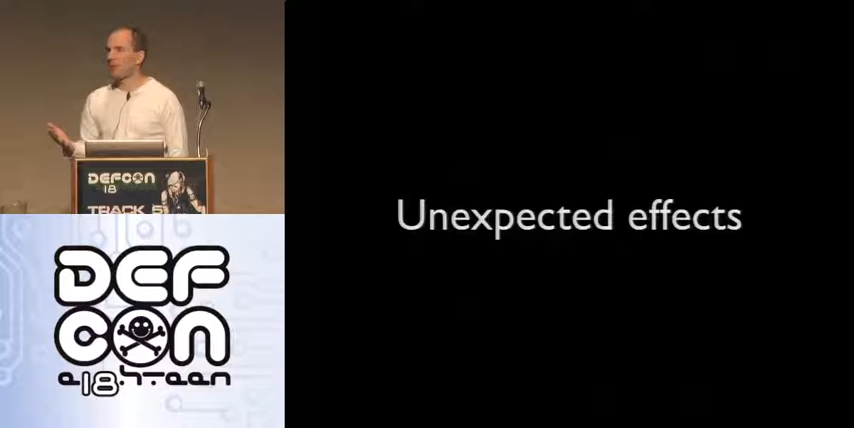 DEFCON
18
TRACK 5
DEF
CON
e18hteen
Unexpected effects